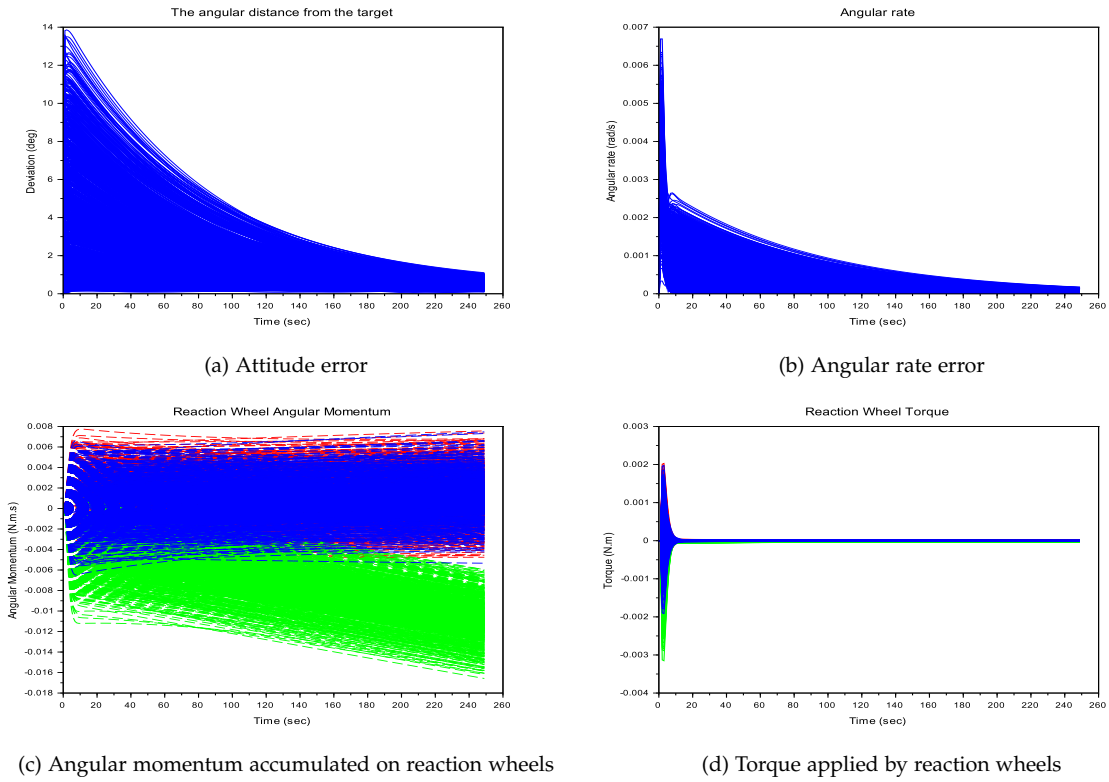 The angular distance from the target
14
12
10
8
6
4
2
0
Deviation (deg)
0 20 40 60 80 100 120 140 160 180 200 220 240 260
Time (sec)
(a) Attitude error
Angular rate
0.007
0.006
0.005
0.004
0.003
0.002
0.001
0
Angular rate (rad/s)
0 20 40 60 80 100 120 140 160 180 200 220 240 260
Time (sec)
(b) Angular rate error
Reaction Wheel Angular Momentum
0.008
0.006
0.004
0.002
0
-0.002
-0.004
-0.006
-0.008
-0.01
-0.012
-0.014
-0.016
-0.018
Angular Momentum (N.m.s)
0 20 40 60 80 100 120 140 160 180 200 220 240 260
Time (sec)
(c) Angular momentum accumulated on reaction wheels
Reaction Wheel Torque
0.003
0.002
0.001
0
-0.001
-0.002
-0.003
-0.004
Torque (N.m)
0 20 40 60 80 100 120 140 160 180 200 220 240 260
Time (sec)
(d) Torque applied by reaction wheels